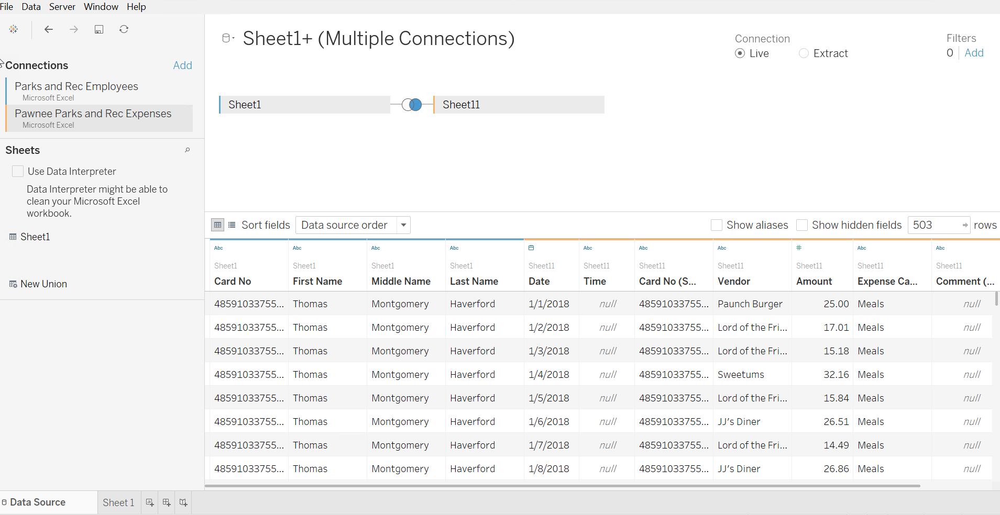 File Data Server Window Help
Sheet1+ (Multiple Connections)
Connection
Live Extract
Filters
0 Add
Connections Add
Parks and Rec Employees
Microsoft Excel
Pawnee Parks and Rec Expenses
Microsoft Excel
Sheet1 Sheet11
Sheets
Use Data Interpreter
Data Interpreter might be able to
clean your Microsoft Excel
workbook.
Sheet1
New Union
Sort fields Data source order Show aliases Show hidden fields 503 rows
Abc Abc Abc Abc Abc Abc Abc # Abc Abc
Sheet1 Sheet1 Sheet1 Sheet1 Sheet11 Sheet11 Sheet11 Sheet11 Sheet11 Sheet11 Sheet11
Card No First Name Middle Name Last Name Date Time Card No (S... Vendor Amount Expense Ca... Comment (...
48591033755... Thomas Montgomery Haverford 1/1/2018 null 48591033755... Paunch Burger 25.00 Meals null
48591033755... Thomas Montgomery Haverford 1/2/2018 null 48591033755... Lord of the Fri... 17.01 Meals null
48591033755... Thomas Montgomery Haverford 1/3/2018 null 48591033755... Lord of the Fri... 15.18 Meals null
48591033755... Thomas Montgomery Haverford 1/4/2018 null 48591033755... Sweetums 32.16 Meals null
48591033755... Thomas Montgomery Haverford 1/5/2018 null 48591033755... Lord of the Fri... 15.84 Meals null
48591033755... Thomas Montgomery Haverford 1/6/2018 null 48591033755... JJ's Diner 26.51 Meals null
48591033755... Thomas Montgomery Haverford 1/7/2018 null 48591033755... Lord of the Fri... 14.49 Meals null
48591033755... Thomas Montgomery Haverford 1/8/2018 null 48591033755... JJ's Diner 26.86 Meals null
Data Source Sheet 1